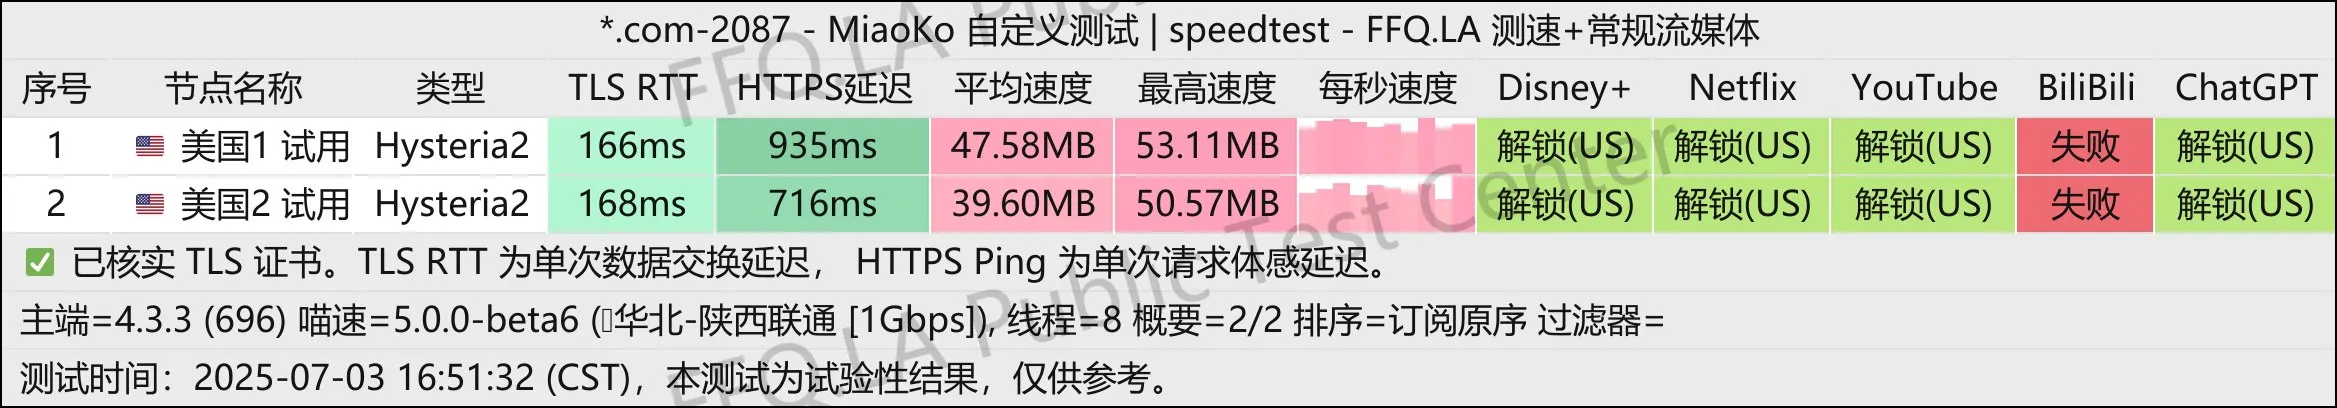 *.com-2087 - MiaoKo 自定义测试 | speedtest - FFQ.LA 测速+常规流媒体
序号 节点名称 类型 TLS RTT HTTPS延迟 平均速度 最高速度 每秒速度 Disney+ Netflix YouTube BiliBili ChatGPT
1 美国1 试用 Hysteria2 166ms 935ms 47.58MB 53.11MB 解锁(US) 解锁(US) 解锁(US) 失败 解锁(US)
2 美国2 试用 Hysteria2 168ms 716ms 39.60MB 50.57MB 解锁(US) 解锁(US) 解锁(US) 失败 解锁(US)
已核实 TLS 证书。TLS RTT 为单次数据交换延迟， HTTPS Ping 为单次请求体感延迟。
主端=4.3.3 (696) 喵速=5.0.0-beta6 (华北-陕西联通 [1Gbps]), 线程=8 概要=2/2 排序=订阅原序 过滤器=
测试时间：2025-07-03 16:51:32 (CST)，本测试为试验性结果，仅供参考。
FFQ.LA Public Test Center
FFQ.LA Public Test Center